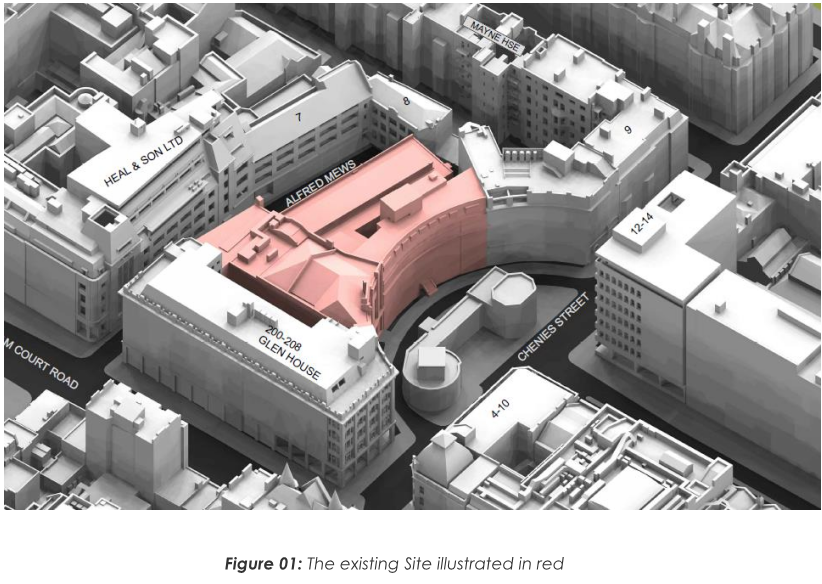 MAYNE HSE
8
7
9
HEAL & SON LTD
ALFRED MEWS
12-14
200-208
GLEN HOUSE
CHENIES STREET
M COURT ROAD
4-10
Figure 01: The existing Site illustrated in red